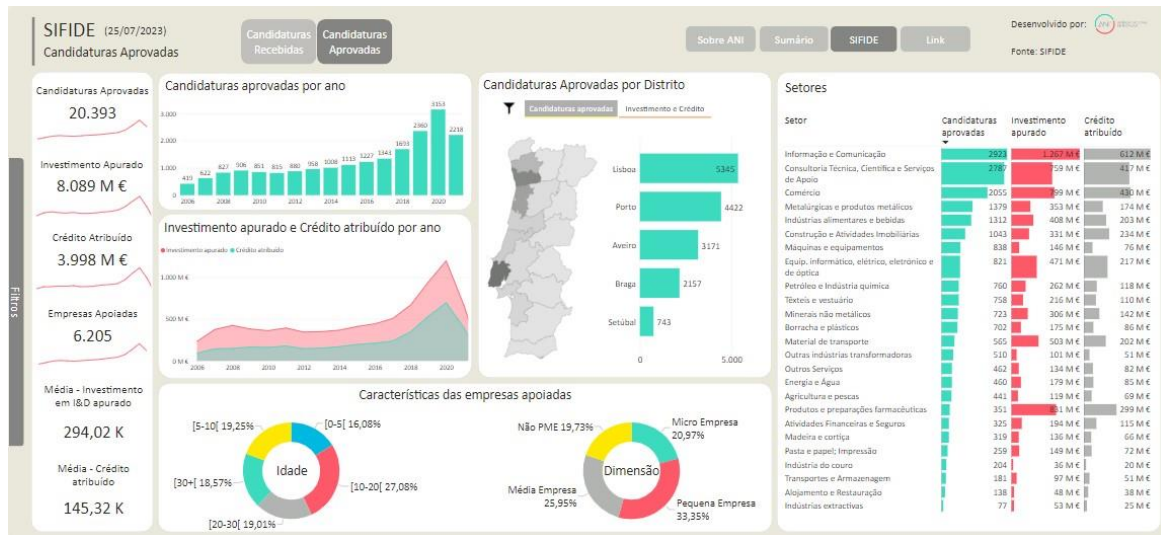 SIFIDE (25/07/2023)
Candidaturas Aprovadas
Candidaturas
Recebidas
Candidaturas
Aprovadas
Sobre ANI
Sumário
SIFIDE
Link
Desenvolvido por:
Fonte: SIFIDE
Filtros
Candidaturas Aprovadas
20.393
Investimento Apurado
8.089 M €
Crédito Atribuído
3.998 M €
Empresas Apoiadas
6.205
Média - Investimento
em I&D apurado
294,02 K
Média - Crédito
atribuído
145,32 K
Candidaturas aprovadas por ano
3.000
2.000
1.000
0
419 622 827 906 851 815 880 958 1008 1113 1227 1343 1693 2360 3153 2218
2006 2008 2010 2012 2014 2016 2018 2020
Investimento apurado e Crédito atribuído por ano
Investimento apurado Crédito atribuído
1.000 M €
500 M €
0 M €
2006 2008 2010 2012 2014 2016 2018 2020
Candidaturas Aprovadas por Distrito
Candidaturas aprovadas Investimento e Crédito
Lisboa 5345
Porto 4422
Aveiro 3171
Braga 2157
Setúbal 743
0 5.000
Características das empresas apoiadas
Idade
[0-5[ 16,08%
[10-20[ 27,08%
[20-30[ 19,01%
[30+[ 18,57%
[5-10[ 19,25%
Dimensão
Micro Empresa
20,97%
Pequena Empresa
33,35%
Média Empresa
25,95%
Não PME 19,73%
Setores
Setor Candidaturas aprovadas Investimento apurado Crédito atribuído
Informação e Comunicação 2923 1.267 M € 612 M €
Consultoria Técnica, Científica e Serviços
de Apoio 2787 759 M € 417 M €
Comércio 2055 799 M € 410 M €
Metalúrgicas e produtos metálicos 1379 353 M € 174 M €
Indústrias alimentares e bebidas 1312 408 M € 203 M €
Construção e Atividades Imobiliárias 1043 331 M € 234 M €
Máquinas e equipamentos 838 146 M € 76 M €
Equip. informático, elétrico, eletrónico e
de óptica 821 471 M € 217 M €
Petróleo e Indústria química 760 262 M € 118 M €
Têxteis e vestuário 758 216 M € 110 M €
Minerais não metálicos 723 306 M € 142 M €
Borracha e plásticos 702 175 M € 86 M €
Material de transporte 565 503 M € 202 M €
Outras indústrias transformadoras 510 101 M € 51 M €
Outros Serviços 462 134 M € 82 M €
Energia e Água 460 179 M € 85 M €
Agricultura e pescas 441 119 M € 69 M €
Produtos e preparações farmacêuticas 351 831 M € 299 M €
Atividades Financeiras e Seguros 325 194 M € 115 M €
Madeira e cortiça 319 136 M € 66 M €
Pasta e papel; Impressão 259 149 M € 72 M €
Indústria do couro 204 36 M € 20 M €
Transportes e Armazenagem 181 97 M € 51 M €
Alojamento e Restauração 138 48 M € 38 M €
Indústrias extractivas 77 53 M € 25 M €